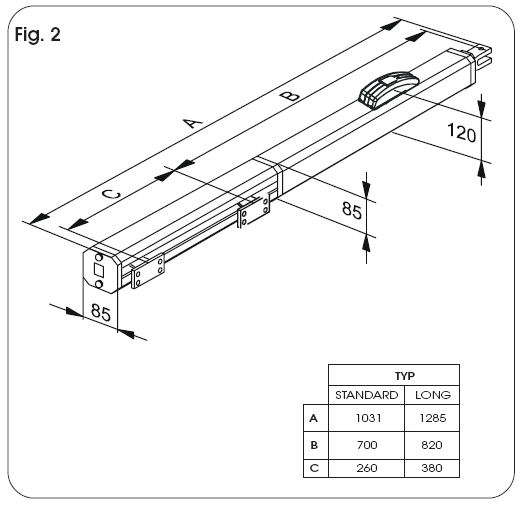 Fig. 2
A
B
C
120
85
85
TYP
STANDARD LONG
A 1031 1285
B 700 820
C 260 380